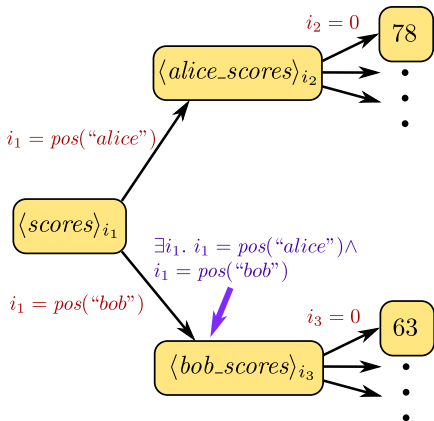 i₂ = 0
78
⟨alice_scores⟩i₂
i₁ = pos(“alice”)
⟨scores⟩i₁
∃i₁. i₁ = pos(“alice”)∧
i₁ = pos(“bob”)
i₁ = pos(“bob”)
i₃ = 0
63
⟨bob_scores⟩i₃